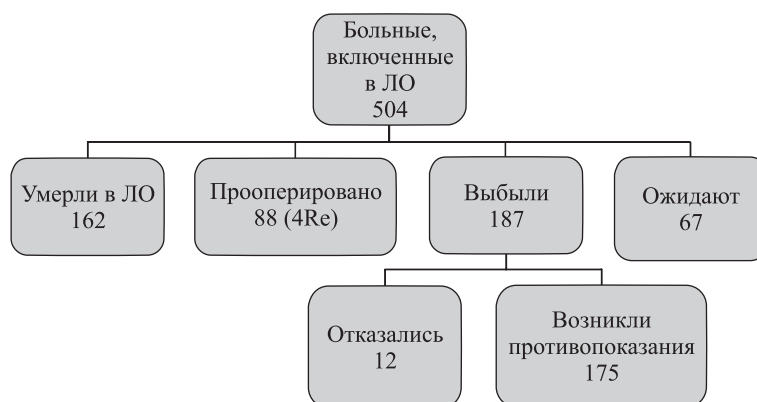 Больные,
включенные
в ЛО
504
Умерли в ЛО
162
Прооперировано
88 (4Re)
Выбыли
187
Ожидают
67
Отказались
12
Возникли
противопоказания
175